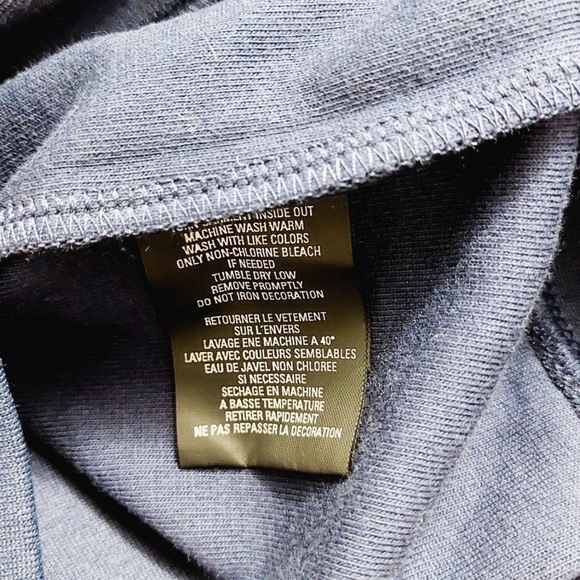 TURN GARMENT INSIDE OUT
MACHINE WASH WARM
WASH WITH LIKE COLORS
ONLY NON-CHLORINE BLEACH
IF NEEDED
TUMBLE DRY LOW
REMOVE PROMPTLY
DO NOT IRON DECORATION
RETOURNER LE VETEMENT
SUR L'ENVERS
LAVAGE ENE MACHINE A 40°
LAVER AVEC COULEURS SEMBLABLES
EAU DE JAVEL NON CHLOREE
SI NECESSAIRE
SECHAGE EN MACHINE
A BASSE TEMPERATURE
RETIRER RAPIDEMENT
NE PAS REPASSER LA DECORATION